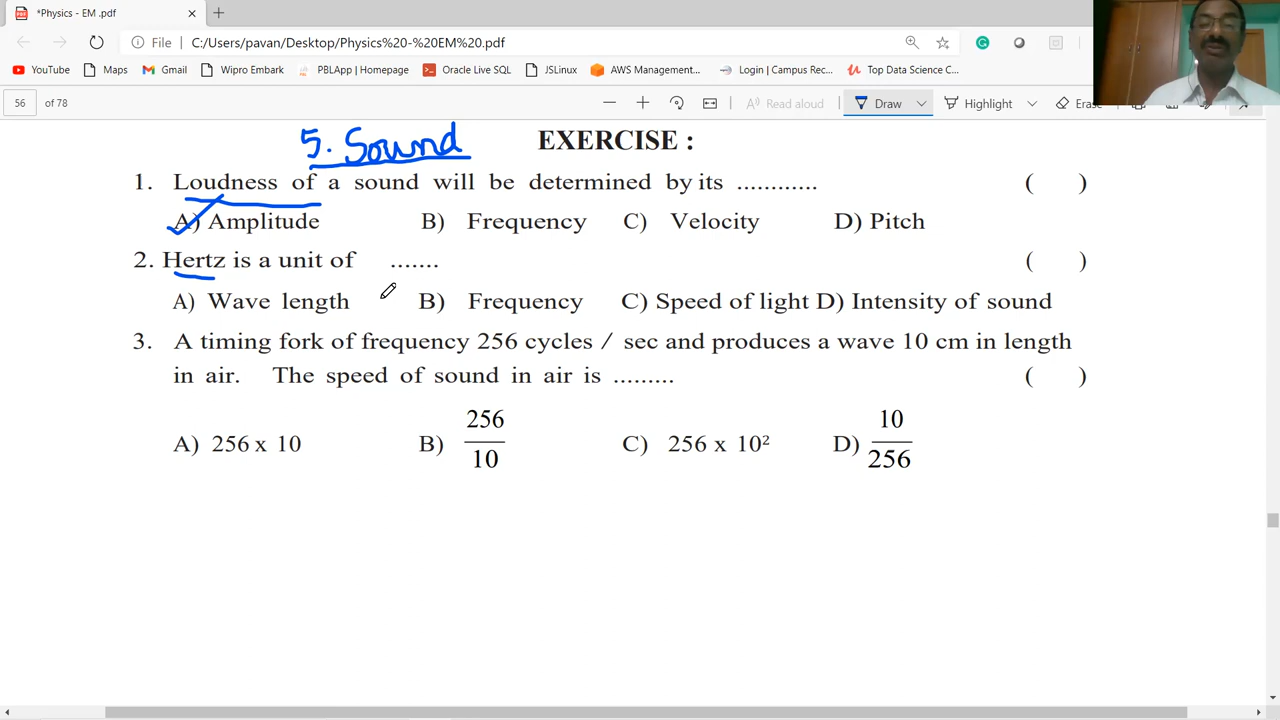 *Physics - EM .pdf
File C:/Users/pavan/Desktop/Physics%20-%20EM%20.pdf
YouTube Maps Gmail Wipro Embark PBLApp | Homepage Oracle Live SQL JSLinux AWS Management... Login | Campus Rec... Top Data Science C...
56 of 78 Read aloud Draw Highlight Erase
5. Sound EXERCISE :
1. Loudness of a sound will be determined by its ............ ( )
A) Amplitude B) Frequency C) Velocity D) Pitch
2. Hertz is a unit of ....... ( )
A) Wave length B) Frequency C) Speed of light D) Intensity of sound
3. A timing fork of frequency 256 cycles / sec and produces a wave 10 cm in length
in air. The speed of sound in air is ......... ( )
A) 256 x 10 B) 256/10 C) 256 x 10² D) 10/256